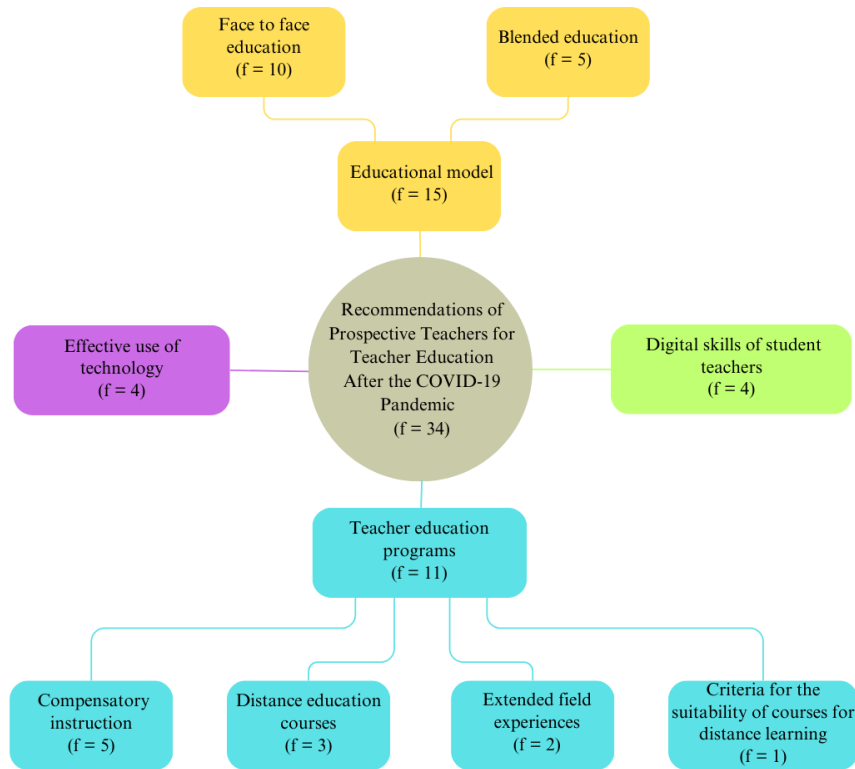 Face to face
education
(f = 10)
Blended education
(f = 5)
Educational model
(f = 15)
Recommendations of
Prospective Teachers for
Teacher Education
After the COVID-19
Pandemic
(f = 34)
Effective use of
technology
(f = 4)
Digital skills of student
teachers
(f = 4)
Teacher education
programs
(f = 11)
Compensatory
instruction
(f = 5)
Distance education
courses
(f = 3)
Extended field
experiences
(f = 2)
Criteria for the
suitability of courses for
distance learning
(f = 1)